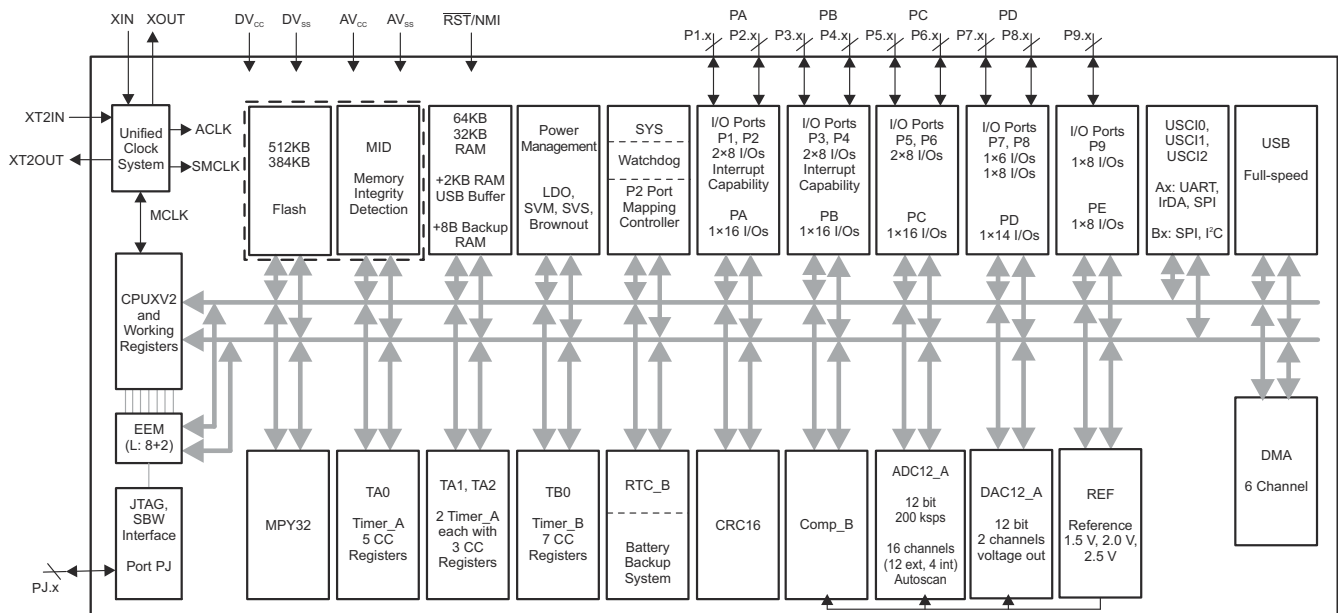 XIN XOUT DVCC DVSS AVCC AVSS RST/NMI
PA PB PC PD
P1.x P2.x P3.x P4.x P5.x P6.x P7.x P8.x P9.x
XT2IN
XT2OUT
Unified
Clock
System
ACLK
SMCLK
MCLK
512KB
384KB
Flash
MID
Memory
Integrity
Detection
64KB
32KB
RAM
+2KB RAM
USB Buffer
+8B Backup
RAM
Power
Management
LDO,
SVM, SVS,
Brownout
SYS
Watchdog
P2 Port
Mapping
Controller
I/O Ports
P1, P2
2×8 I/Os
Interrupt
Capability
PA
1×16 I/Os
I/O Ports
P3, P4
2×8 I/Os
Interrupt
Capability
PB
1×16 I/Os
I/O Ports
P5, P6
2×8 I/Os
PC
1×16 I/Os
I/O Ports
P7, P8
1×6 I/Os
1×8 I/Os
PD
1×14 I/Os
I/O Ports
P9
1×8 I/Os
PE
1×8 I/Os
USCI0,
USCI1,
USCI2
Ax: UART,
IrDA, SPI
Bx: SPI, I²C
USB
Full-speed
CPUXV2
and
Working
Registers
EEM
(L: 8+2)
JTAG,
SBW
Interface
Port PJ
PJ.x
MPY32
TA0
Timer_A
5 CC
Registers
TA1, TA2
2 Timer_A
each with
3 CC
Registers
TB0
Timer_B
7 CC
Registers
RTC_B
Battery
Backup
System
CRC16
Comp_B
ADC12_A
12 bit
200 ksps
16 channels
(12 ext, 4 int)
Autoscan
DAC12_A
12 bit
2 channels
voltage out
REF
Reference
1.5 V, 2.0 V,
2.5 V
DMA
6 Channel